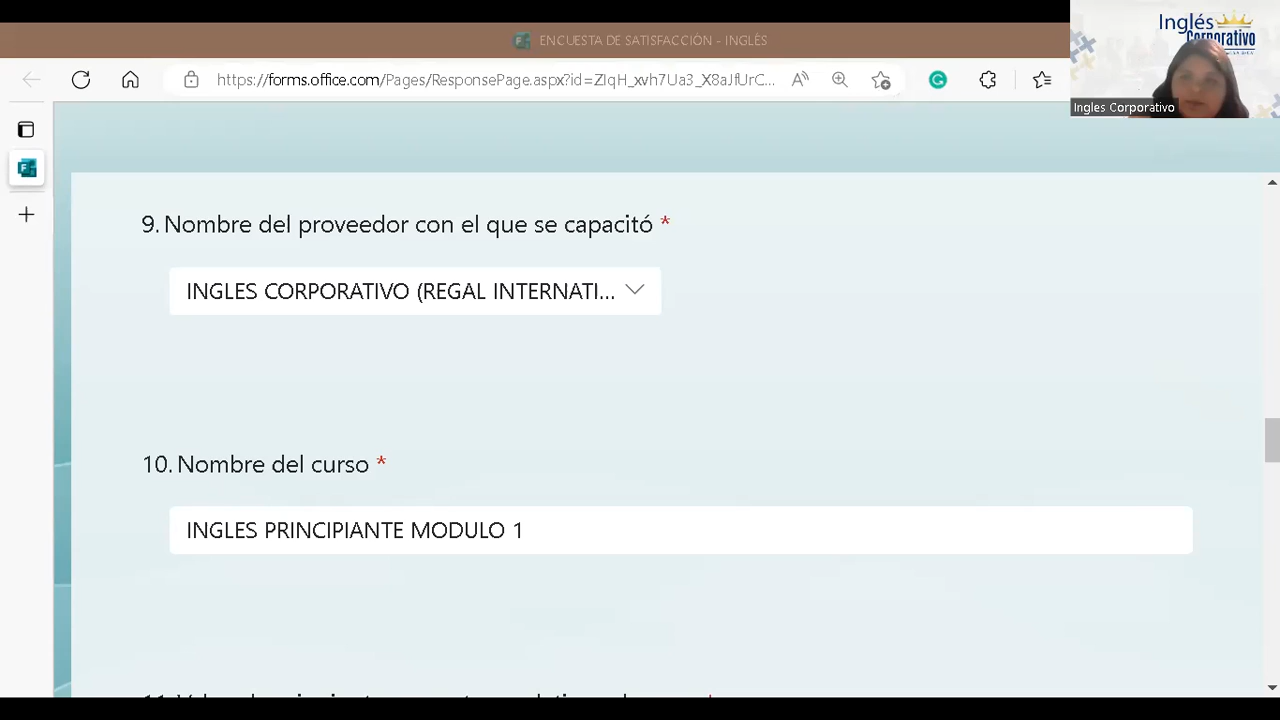 ENCUESTA DE SATISFACCIÓN - INGLÉS
https://forms.office.com/Pages/ResponsePage.aspx?id=ZIqH_xvh7Ua3_X8aJfUrC...
Inglés
Corporativo
Ingles Corporativo
9. Nombre del proveedor con el que se capacitó *
INGLES CORPORATIVO (REGAL INTERNATI...
10. Nombre del curso *
INGLES PRINCIPIANTE MODULO 1